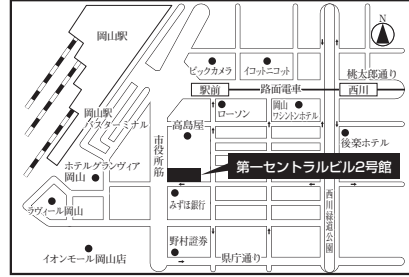 岡山駅
N
ビックカメラ
イコットニコット
桃太郎通り
駅前
路面電車
西川
岡山駅
バスターミナル
ローソン
岡山
ワシントンホテル
高島屋
市役所筋
後楽ホテル
ホテルグランヴィア
岡山
第一セントラルビル2号館
ラヴィール岡山
みずほ銀行
西川緑道公園
野村證券
県庁通り
イオンモール岡山店